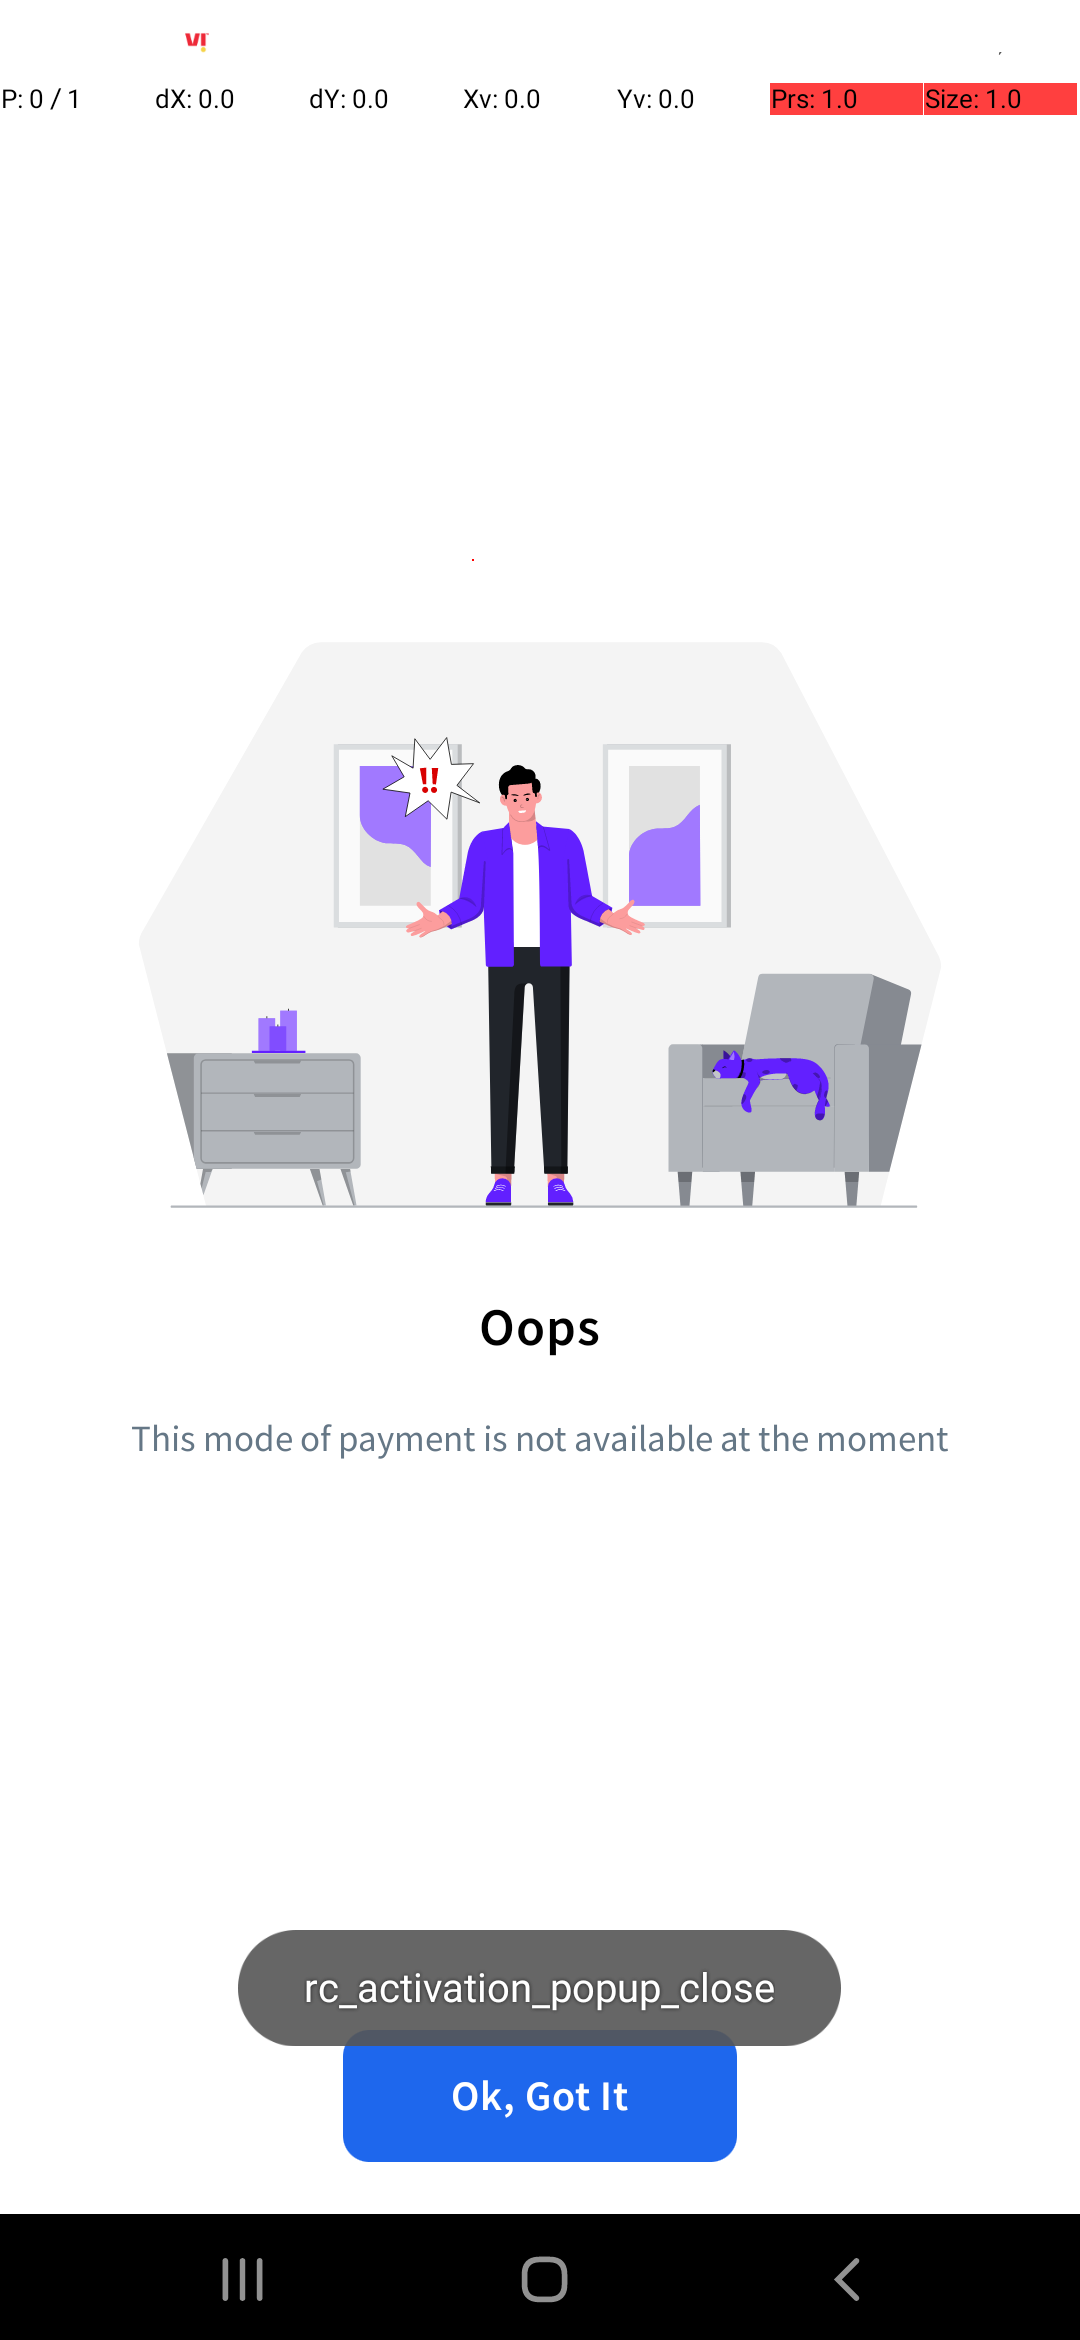 VI
P: 0 / 1 dX: 0.0 dY: 0.0 Xv: 0.0 Yv: 0.0 Prs: 1.0 Size: 1.0
!!
Oops
This mode of payment is not available at the moment
rc_activation_popup_close
Ok, Got It